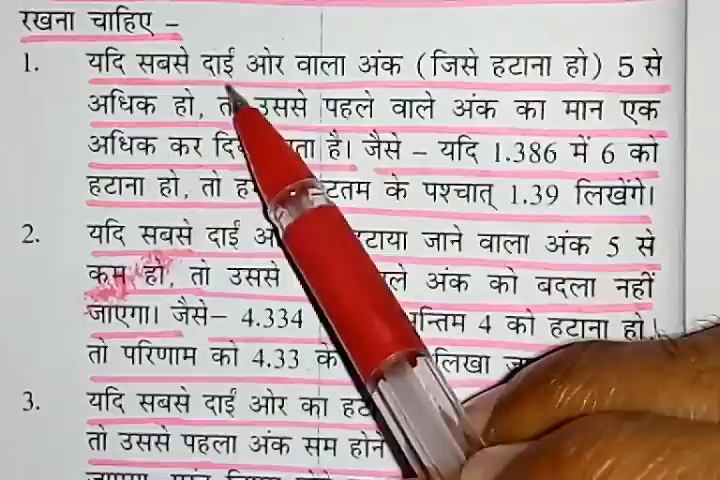 रखना चाहिए –
1. यदि सबसे दाईं ओर वाला अंक (जिसे हटाना हो) 5 से
अधिक हो, उससे पहले वाले अंक का मान एक
अधिक कर है। जैसे – यदि 1.386 में 6 को
हटाना हो, तो के पश्चात् 1.39 लिखेंगे।
2. यदि सबसे दाईं जाने वाला अंक 5 से
कम हो, तो उससे अंक को बदला नहीं
जाएगा। जैसे– 4.334 4 को हटाना हो,
तो परिणाम को 4.33 के लिखा
3. यदि सबसे दाईं ओर का
तो उससे पहला अंक सम